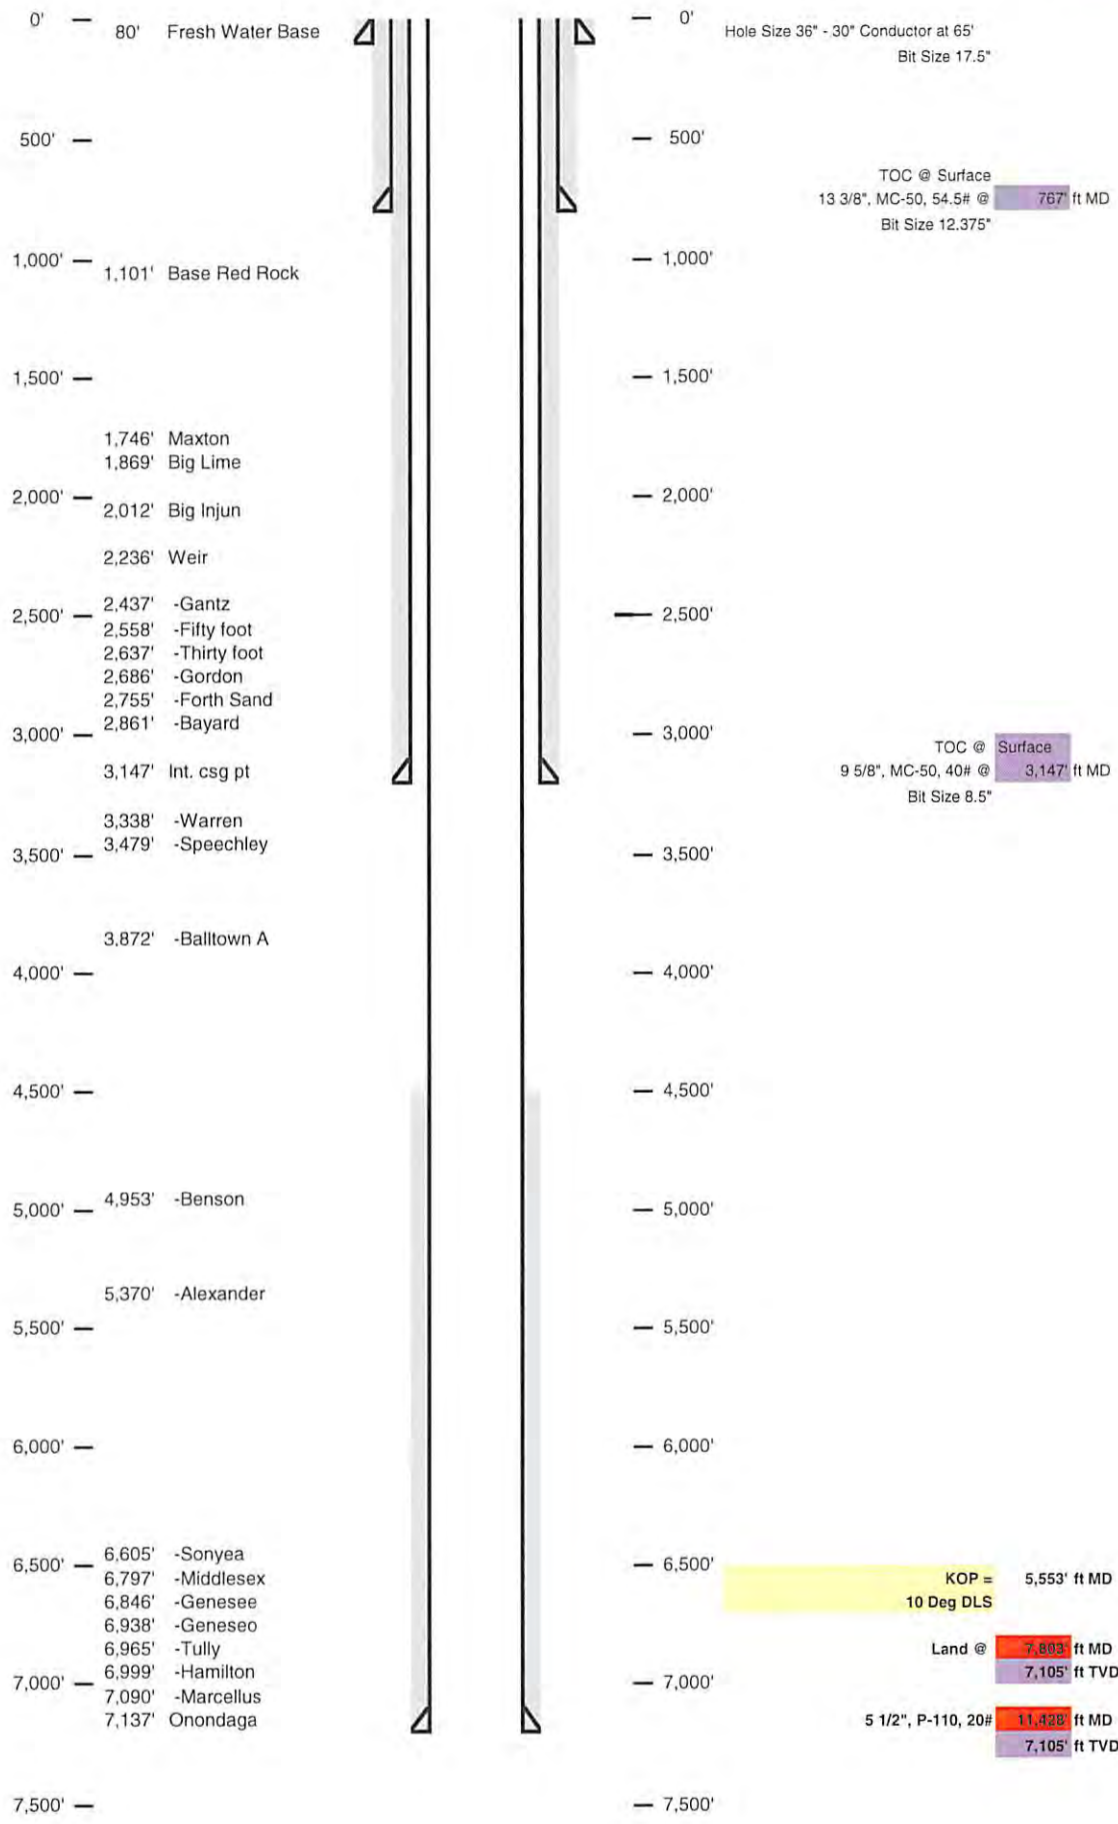 0'
80' Fresh Water Base
500'
1,000'
1,101' Base Red Rock
1,500'
1,746' Maxton
1,869' Big Lime
2,000'
2,012' Big Injun
2,236' Weir
2,437' -Gantz
2,500'
2,558' -Fifty foot
2,637' -Thirty foot
2,686' -Gordon
2,755' -Forth Sand
2,861' -Bayard
3,000'
3,147' Int. csg pt
3,338' -Warren
3,479' -Speechley
3,500'
3,872' -Balltown A
4,000'
4,500'
4,953' -Benson
5,000'
5,370' -Alexander
5,500'
6,000'
6,605' -Sonyea
6,500'
6,797' -Middlesex
6,846' -Genesee
6,938' -Geneseo
6,965' -Tully
6,999' -Hamilton
7,000'
7,090' -Marcellus
7,137' Onondaga
7,500'
0'
500'
1,000'
1,500'
2,000'
2,500'
3,000'
3,500'
4,000'
4,500'
5,000'
5,500'
6,000'
6,500'
7,000'
7,500'
Hole Size 36" - 30" Conductor at 65'
Bit Size 17.5"
TOC @ Surface
13 3/8", MC-50, 54.5# @ 767' ft MD
Bit Size 12.375"
TOC @ Surface
9 5/8", MC-50, 40# @ 3,147' ft MD
Bit Size 8.5"
KOP = 5,553' ft MD
10 Deg DLS
Land @ 7,803' ft MD
7,105' ft TVD
5 1/2", P-110, 20# 11,428' ft MD
7,105' ft TVD